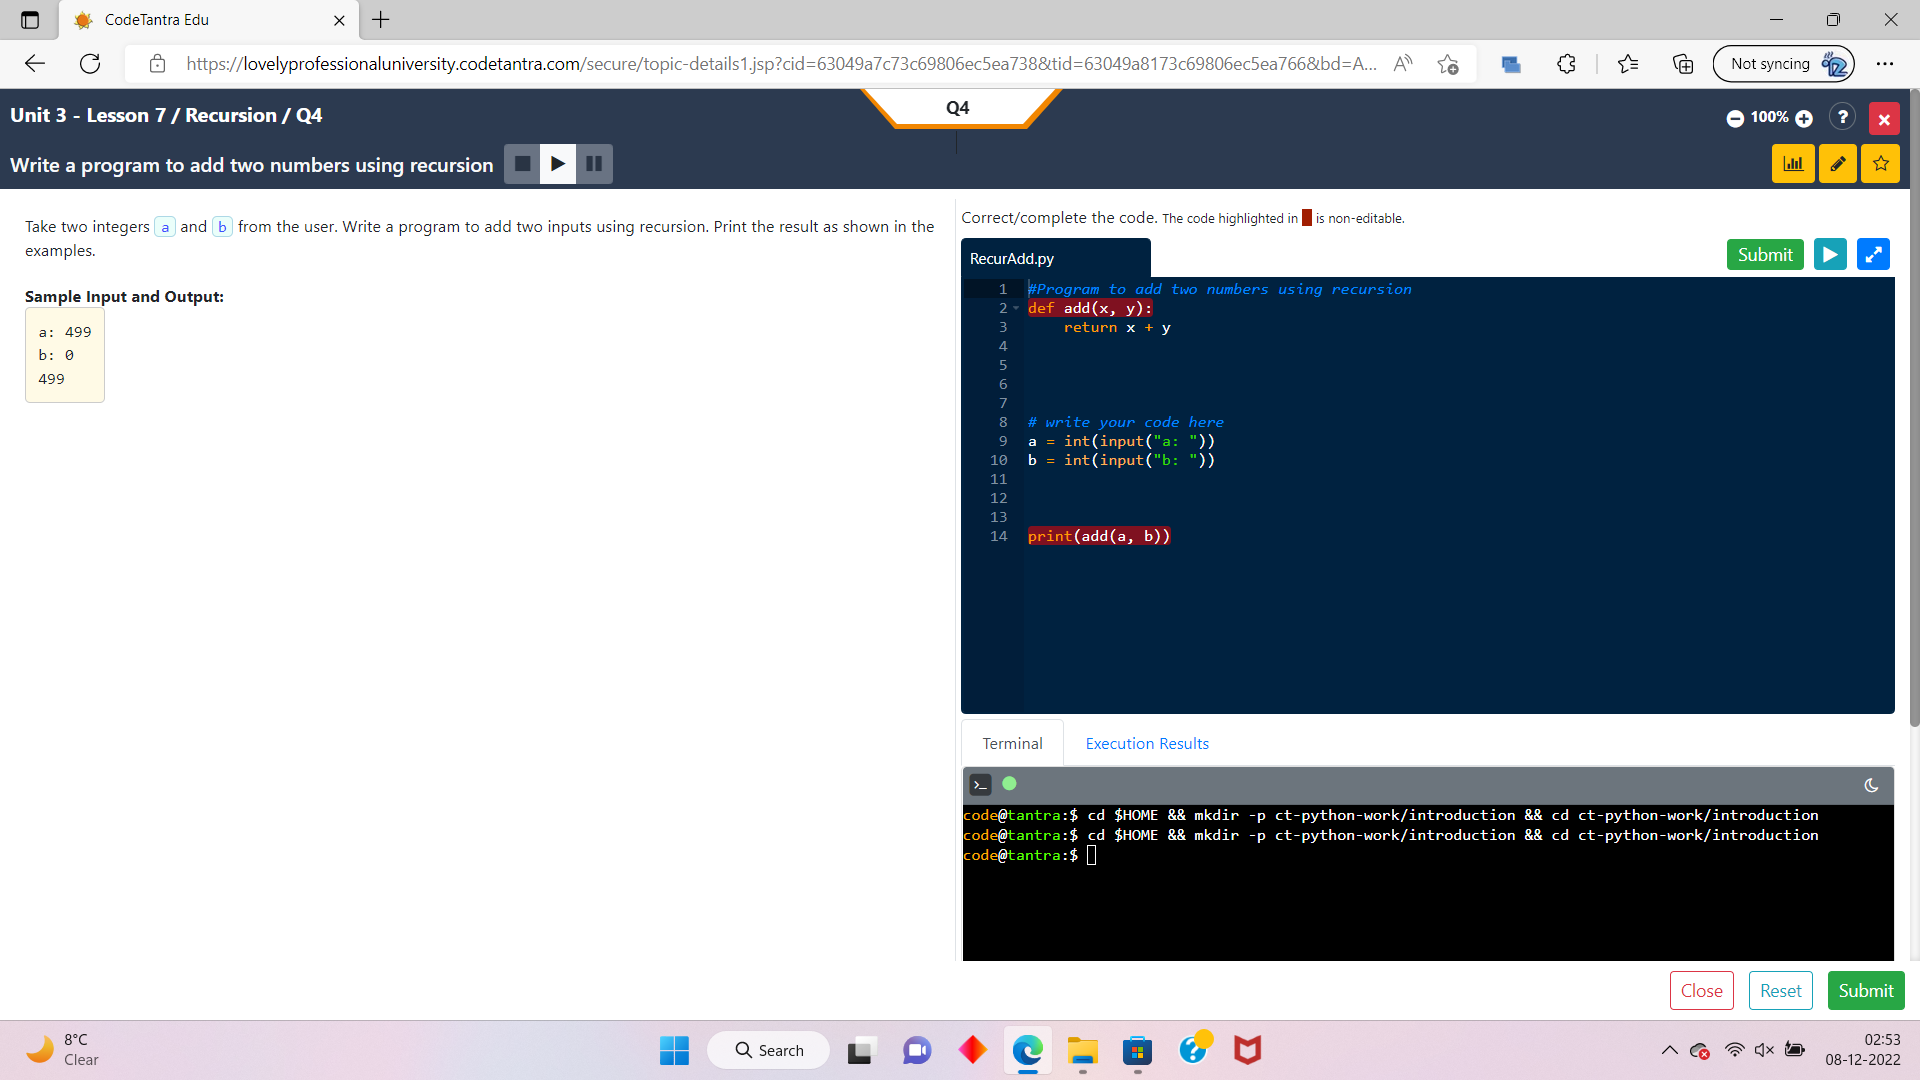 CodeTantra Edu
https://lovelyprofessionaluniversity.codetantra.com/secure/topic-details1.jsp?cid=63049a7c73c69806ec5ea738&tid=63049a8173c69806ec5ea766&bd=A...
Not syncing
Unit 3 - Lesson 7 / Recursion / Q4
Q4
100%
?
Write a program to add two numbers using recursion
Take two integers a and b from the user. Write a program to add two inputs using recursion. Print the result as shown in the
examples.
Sample Input and Output:
a: 499
b: 0
499
Correct/complete the code. The code highlighted in is non-editable.
RecurAdd.py
Submit
1 #Program to add two numbers using recursion
2 def add(x, y):
3 return x + y
4
5
6
7
8 # write your code here
9 a = int(input("a: "))
10 b = int(input("b: "))
11
12
13
14 print(add(a, b))
Terminal
Execution Results
code@tantra:$ cd $HOME && mkdir -p ct-python-work/introduction && cd ct-python-work/introduction
code@tantra:$ cd $HOME && mkdir -p ct-python-work/introduction && cd ct-python-work/introduction
code@tantra:$
Close
Reset
Submit
8°C
Clear
Search
02:53
08-12-2022